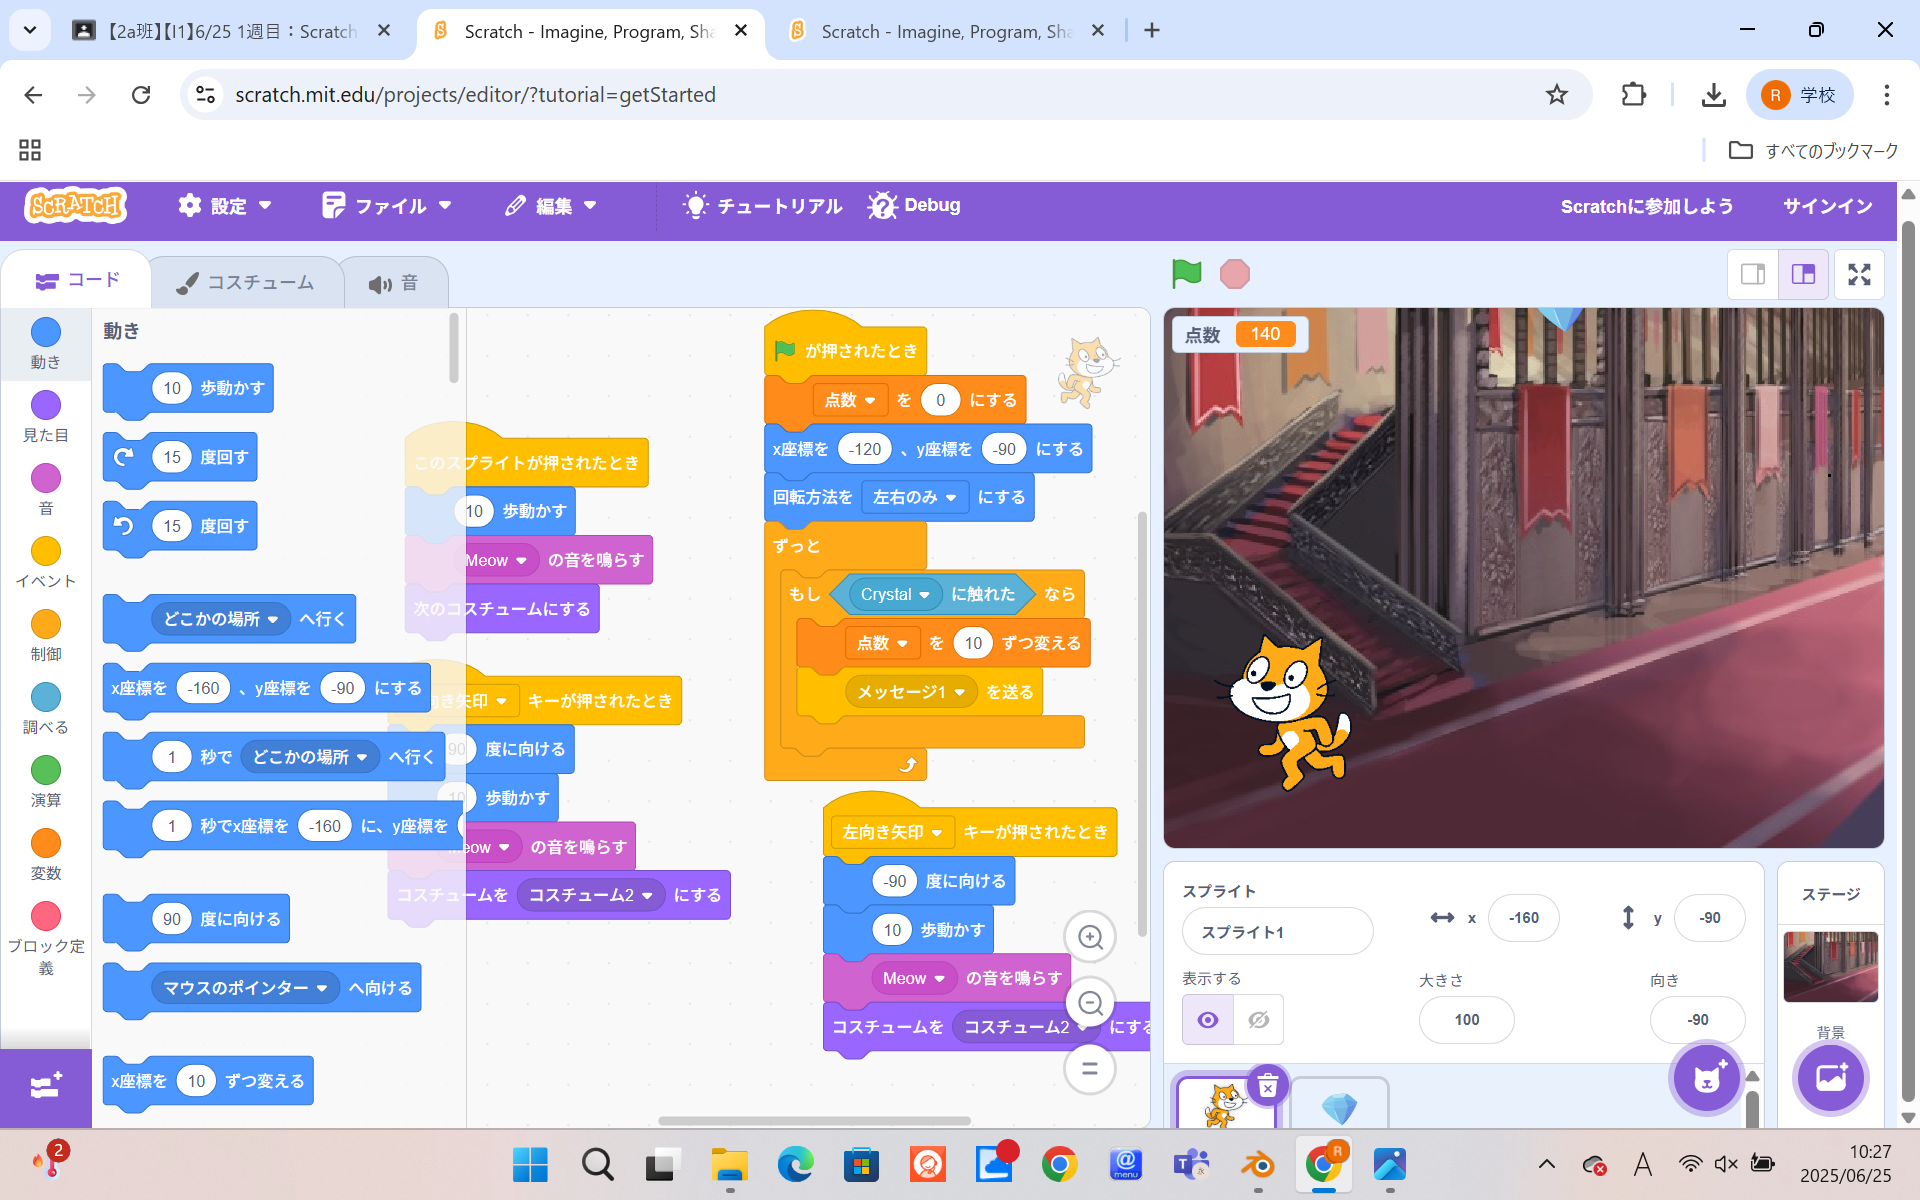 【2a班】【I1】6/25 1週目：Scratch
Scratch - Imagine, Program, Sha
Scratch - Imagine, Program, Sha
scratch.mit.edu/projects/editor/?tutorial=getStarted
R 学校
すべてのブックマーク
SCRATCH
設定
ファイル
編集
チュートリアル
Debug
Scratchに参加しよう
サインイン
コード
コスチューム
音
動き
見た目
音
イベント
制御
調べる
演算
変数
ブロック定義
動き
10 歩動かす
15 度回す
15 度回す
どこかの場所 へ行く
x座標を -160 、y座標を -90 にする
1 秒で どこかの場所 へ行く
1 秒でx座標を -160 に、y座標を
90 度に向ける
マウスのポインター へ向ける
x座標を 10 ずつ変える
このスプライトが押されたとき
10 歩動かす
Meow の音を鳴らす
次のコスチュームにする
向き矢印 キーが押されたとき
90 度に向ける
10 歩動かす
Meow の音を鳴らす
コスチュームを コスチューム2 にする
が押されたとき
点数 を 0 にする
x座標を -120 、y座標を -90 にする
回転方法を 左右のみ にする
ずっと
もし Crystal に触れた なら
点数 を 10 ずつ変える
メッセージ1 を送る
左向き矢印 キーが押されたとき
-90 度に向ける
10 歩動かす
Meow の音を鳴らす
コスチュームを コスチューム2 にする
点数 140
スプライト
スプライト1
x -160
y -90
表示する
大きさ
100
向き
-90
ステージ
背景
2
@
menu
R
A
10:27
2025/06/25